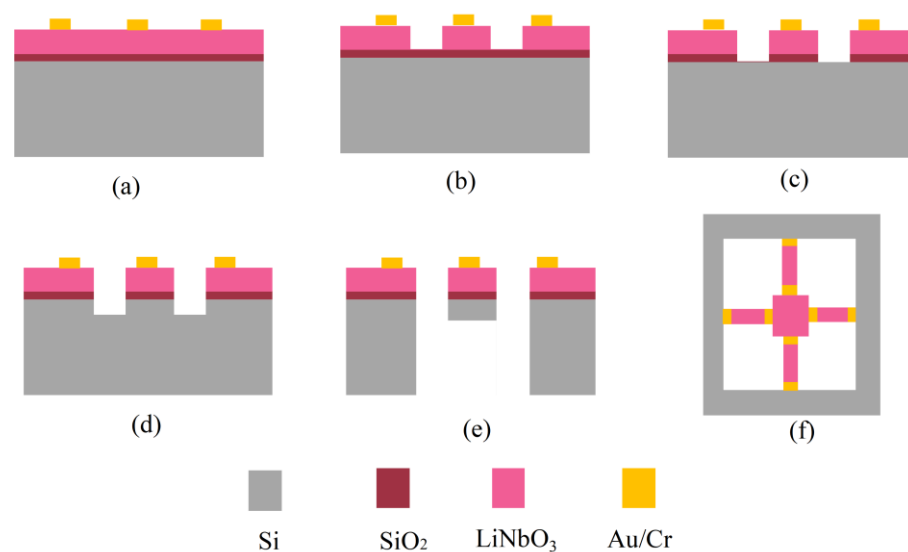 (a)
(b)
(c)
(d)
(e)
(f)
Si
SiO₂
LiNbO₃
Au/Cr